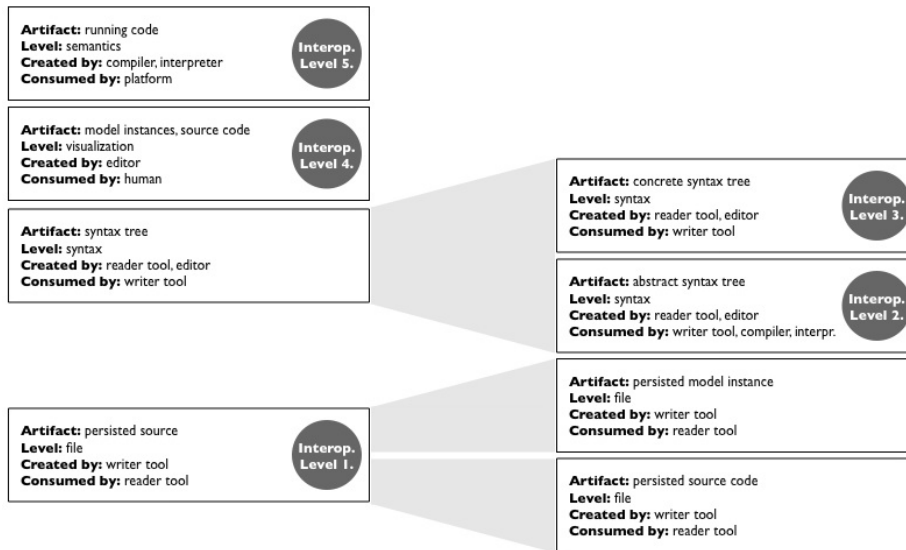 Artifact: running code
Level: semantics
Created by: compiler, interpreter
Consumed by: platform
Interop.
Level 5.
Artifact: model instances, source code
Level: visualization
Created by: editor
Consumed by: human
Interop.
Level 4.
Artifact: syntax tree
Level: syntax
Created by: reader tool, editor
Consumed by: writer tool
Artifact: persisted source
Level: file
Created by: writer tool
Consumed by: reader tool
Interop.
Level 1.
Artifact: concrete syntax tree
Level: syntax
Created by: reader tool, editor
Consumed by: writer tool
Interop.
Level 3.
Artifact: abstract syntax tree
Level: syntax
Created by: reader tool, editor
Consumed by: writer tool, compiler, interpr.
Interop.
Level 2.
Artifact: persisted model instance
Level: file
Created by: writer tool
Consumed by: reader tool
Artifact: persisted source code
Level: file
Created by: writer tool
Consumed by: reader tool